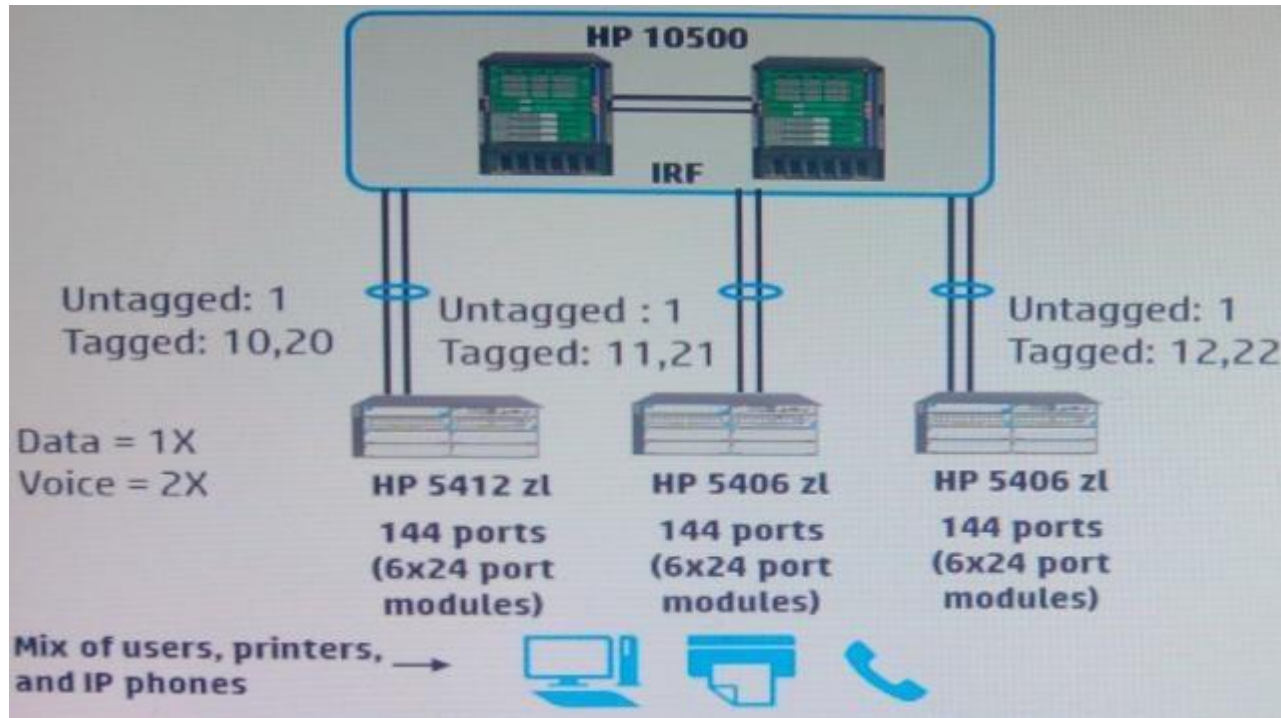 HP 10500
IRF
Untagged: 1
Tagged: 10,20
Untagged : 1
Tagged: 11,21
Untagged: 1
Tagged: 12,22
Data = 1X
Voice = 2X
HP 5412 zl
144 ports
(6x24 port
modules)
HP 5406 zl
144 ports
(6x24 port
modules)
HP 5406 zl
144 ports
(6x24 port
modules)
Mix of users, printers,
and IP phones